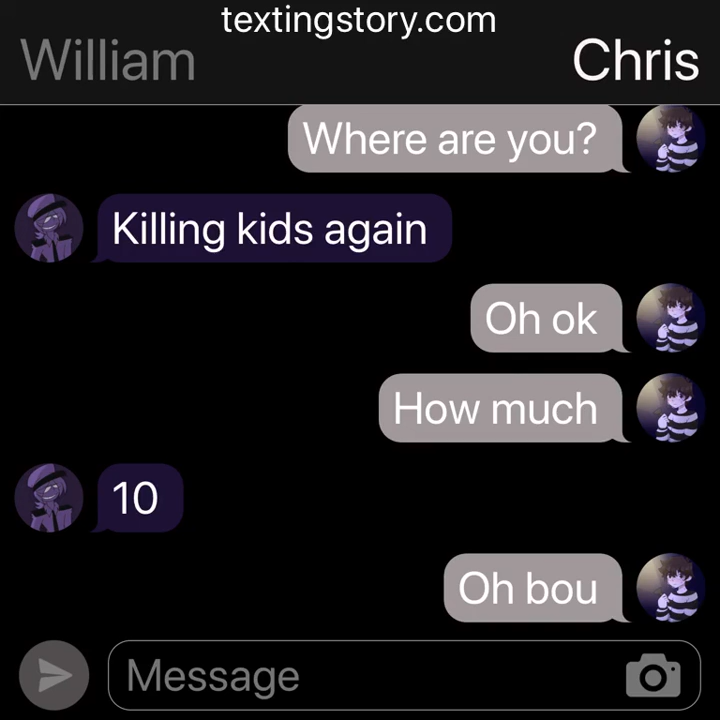 textingstory.com
William
Chris
Where are you?
Killing kids again
Oh ok
How much
10
Oh bou
Message